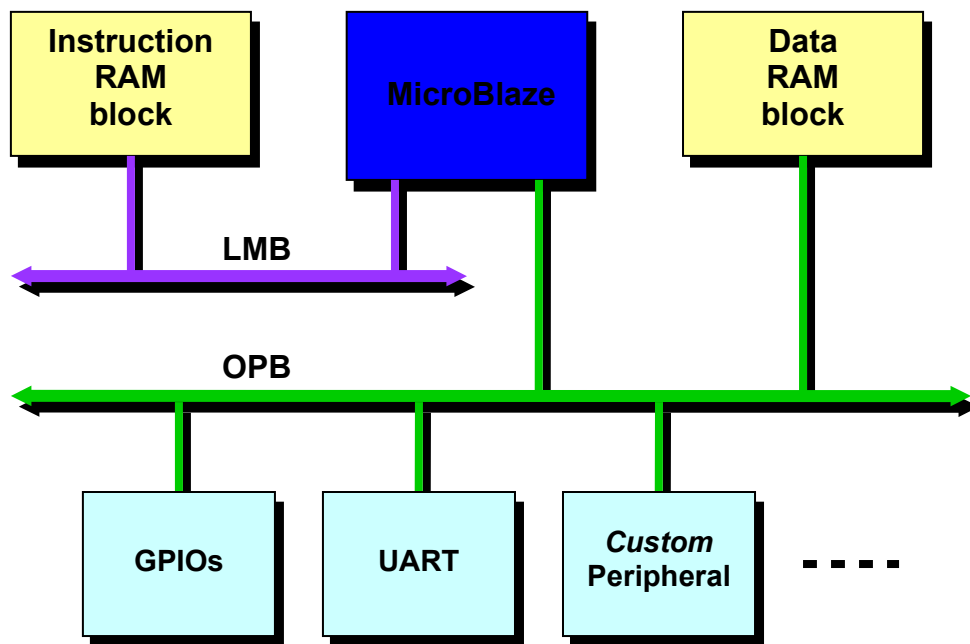 Instruction
RAM
block
MicroBlaze
Data
RAM
block
LMB
OPB
GPIOs
UART
Custom
Peripheral